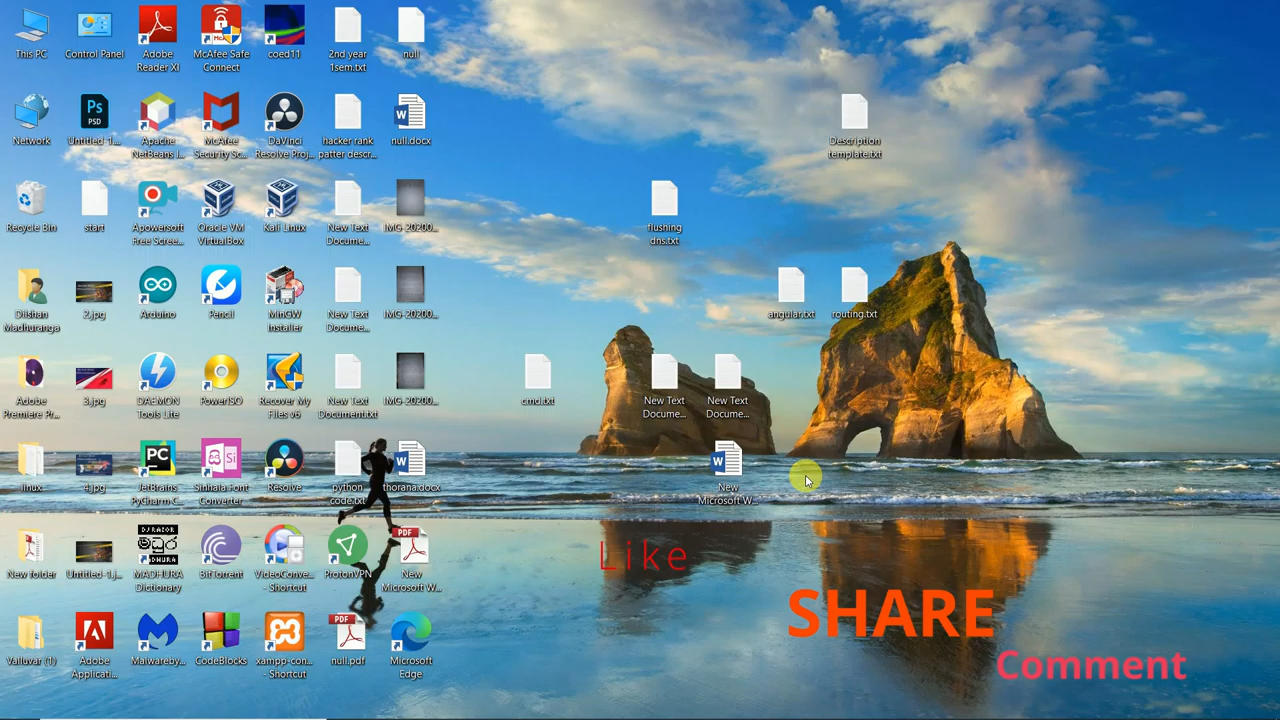 This PC
Control Panel
Adobe
Reader XI
McAfee Safe
Connect
coed11
2nd year
1sem.txt
null
Network
Untitled-1...
Apache
NetBeans I...
McAfee
Security Sc...
DaVinci
Resolve Proj...
hacker rank
patter descr...
null.docx
Description
template.txt
Recycle Bin
start
Apowersoft
Free Scree...
Oracle VM
VirtualBox
Kali Linux
New Text
Docume...
IMG-20200...
flushing
dns.txt
Dilshan
Madhuranga
2.jpg
Arduino
Pencil
MinGW
Installer
New Text
Docume...
IMG-20200...
angular.txt
routing.txt
Adobe
Premiere Pr...
3.jpg
DAEMON
Tools Lite
PowerISO
Recover My
Files v6
New Text
Document.txt
IMG-20200...
cmd.txt
New Text
Docume...
New Text
Docume...
linux
4.jpg
JetBrains
PyCharm C...
Sinhala Font
Converter
Resolve
python
code.txt
thorana.docx
New
Microsoft W...
New folder
Untitled-1.j...
MADHURA
Dictionary
BitTorrent
VideoConve...
- Shortcut
ProtonVPN
New
Microsoft W...
Valluvar (1)
Adobe
Applicati...
Malwareby...
CodeBlocks
xampp-con...
- Shortcut
null.pdf
Microsoft
Edge
Like
SHARE
Comment